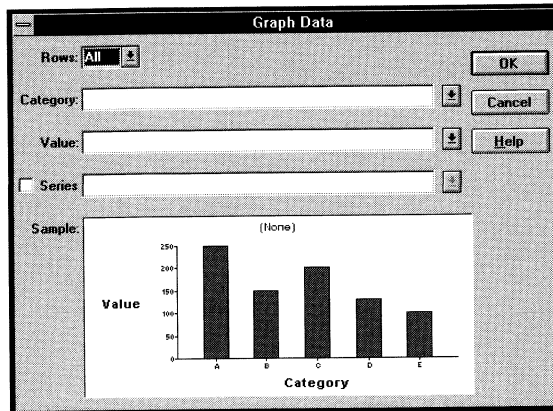 Graph Data
Rows: All
OK
Category:
Cancel
Value:
Help
Series
Sample:
(None)
250
200
150
100
50
0
Value
A B C D E
Category